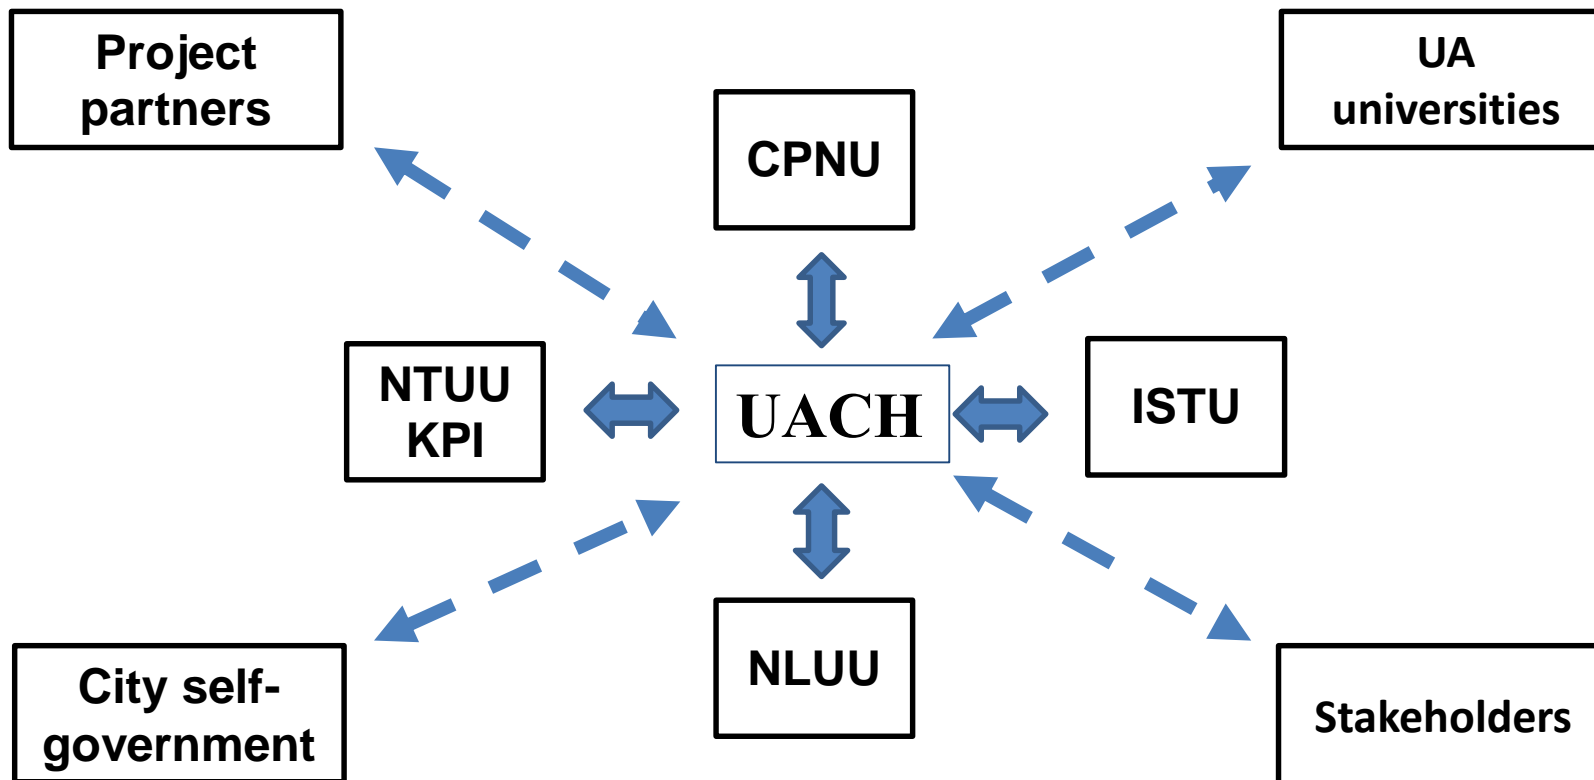 Project
partners
UA
universities
CPNU
NTUU
KPI
UACH
ISTU
City self-
government
NLUU
Stakeholders